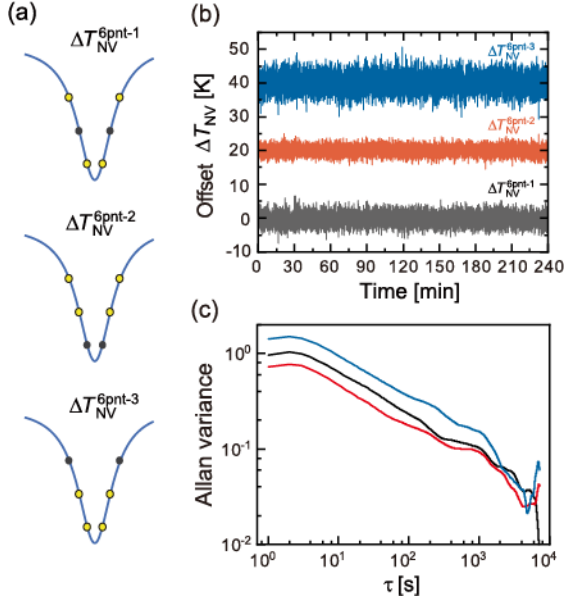 (a)
ΔT_NV^6pnt-1
ΔT_NV^6pnt-2
ΔT_NV^6pnt-3
(b)
Offset ΔT_NV [K]
50
40
30
20
10
0
-10
ΔT_NV^6pnt-3
ΔT_NV^6pnt-2
ΔT_NV^6pnt-1
0 30 60 90 120 150 180 210 240
Time [min]
(c)
Allan variance
10^0
10^-1
10^-2
10^0 10^1 10^2 10^3 10^4
τ [s]